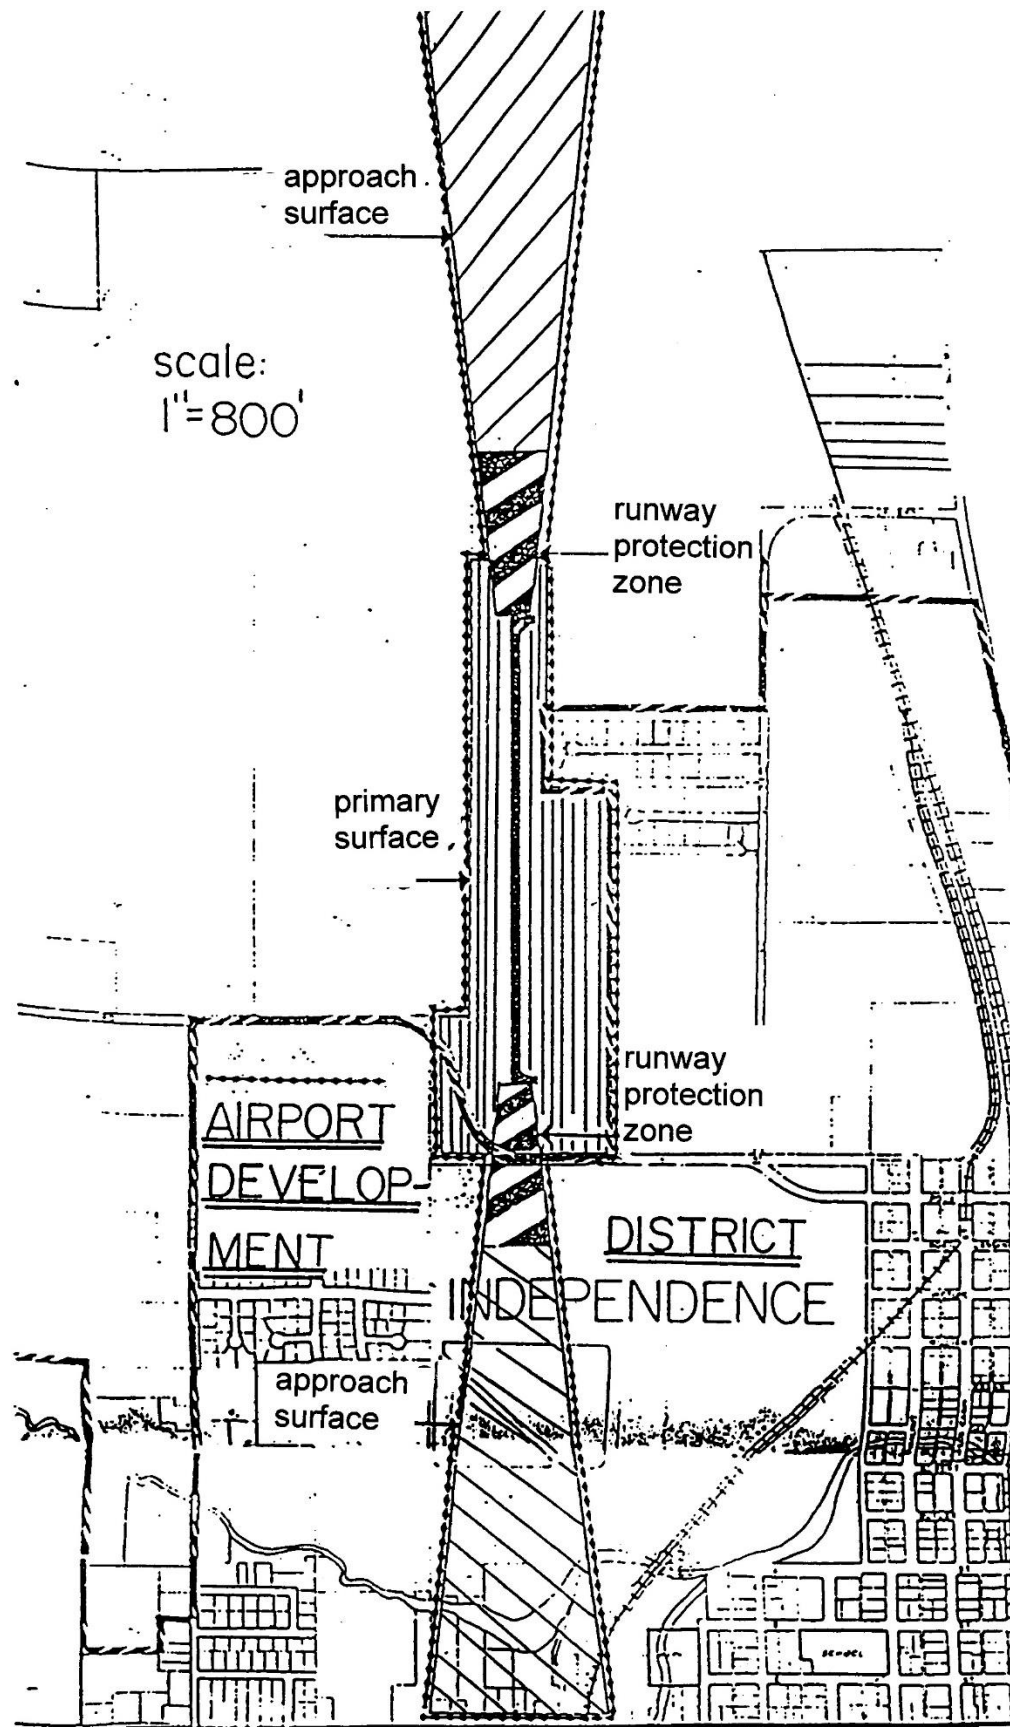 approach
surface
scale:
1"=800'
runway
protection
zone
primary
surface
runway
protection
zone
AIRPORT
DEVELOP-
MENT
DISTRICT
INDEPENDENCE
approach
surface
SCHOOL